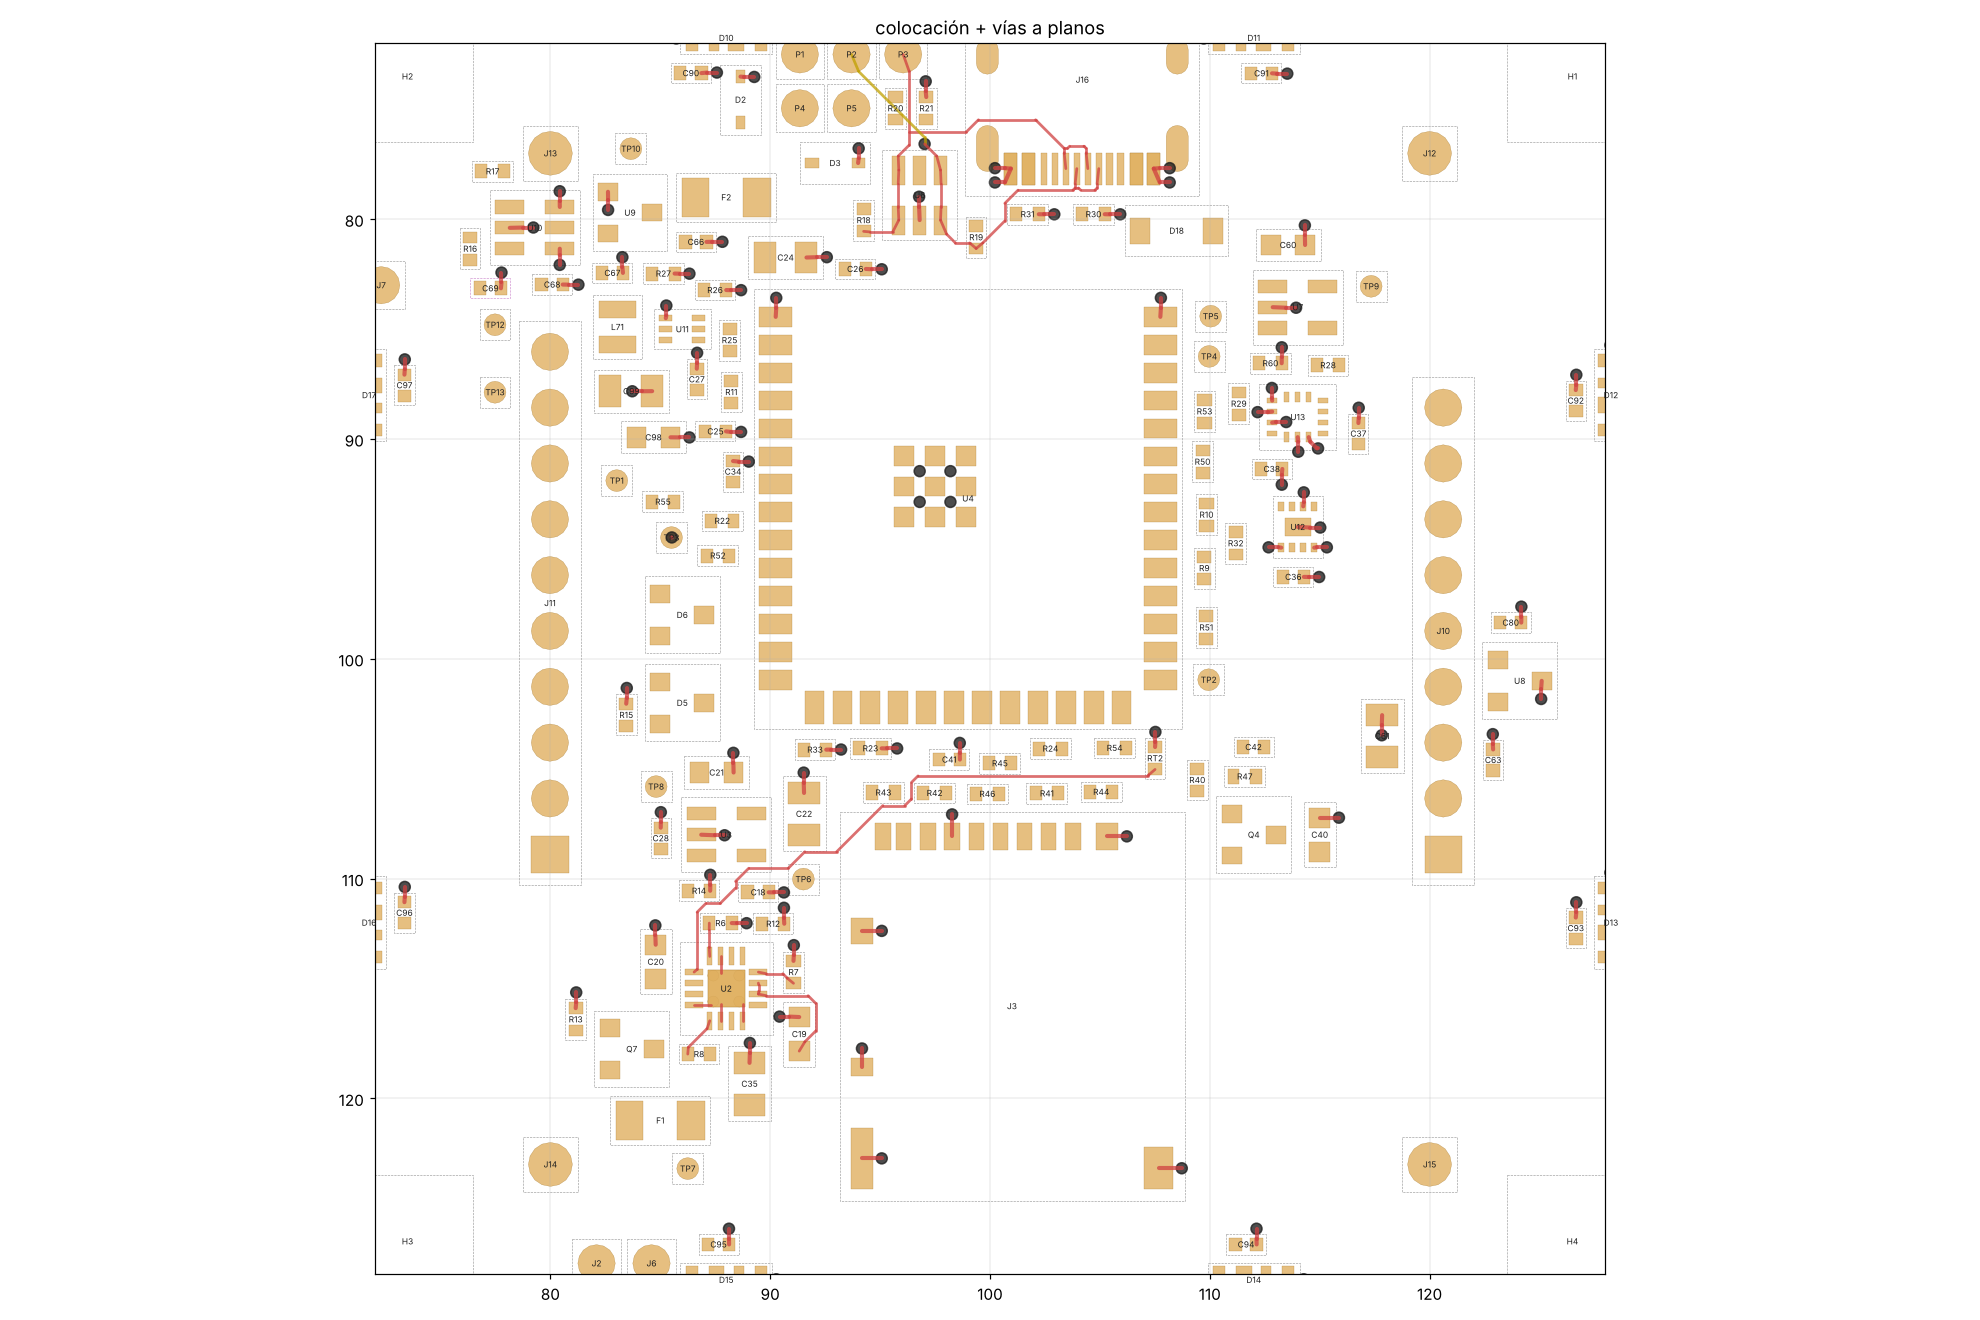 colocación + vías a planos
D10 D11
H2 C90 D2 P1 P2 P3 J16 C91 H1
P4 P5 R20 R21
J13 TP10 D3 J12
R17 F2
U9 R18 R31 R30 D18
80
R16 C66 C24 R19 C60
C67 R27 C26
J7 C69 C68 R26 TP9
TP12 L71 U11 R25 TP5
TP4 R60 R28
D17 C97 TP13 C27 R11 R53 R29 U13 C92 D12
90
C98 C25 C37
C34 R50 C38
TP1 U4
R55 R22 R10 U12
R52 R32
R9 C36
J11 D6 R51 J10 C80
100
TP2 U8
R15 D5
R33 R23 C41 R45 R24 R54 RT2 C42 C63
C21 R40 R47
TP8 C22 R43 R42 R46 R41 R44
C28 Q4 C40
110
TP6
R14 C18
D16 C96 R6 R12 C93 D13
C20 R7
U2 J3
R13 C19
Q7 R8
C35
120
F1
J14 TP7 J15
H3 C95 C94 H4
J2 J6 D15 D14
80 90 100 110 120